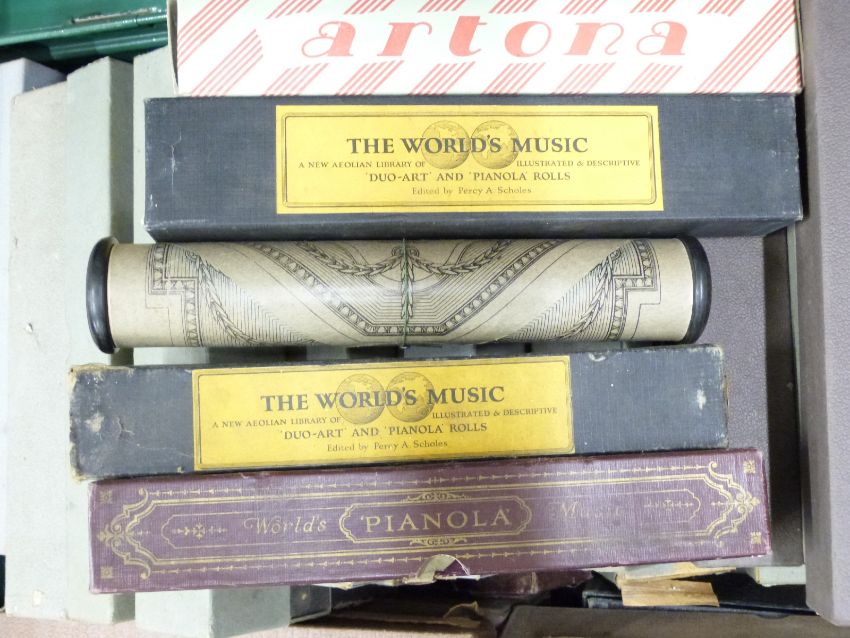 artona
THE WORLD'S MUSIC
A NEW AEOLIAN LIBRARY OF ILLUSTRATED & DESCRIPTIVE
'DUO-ART' AND 'PIANOLA' ROLLS
Edited by Percy A. Scholes
THE WORLD'S MUSIC
A NEW AEOLIAN LIBRARY OF ILLUSTRATED & DESCRIPTIVE
'DUO-ART' AND 'PIANOLA' ROLLS
Edited by Percy A. Scholes
World's 'PIANOLA' Music